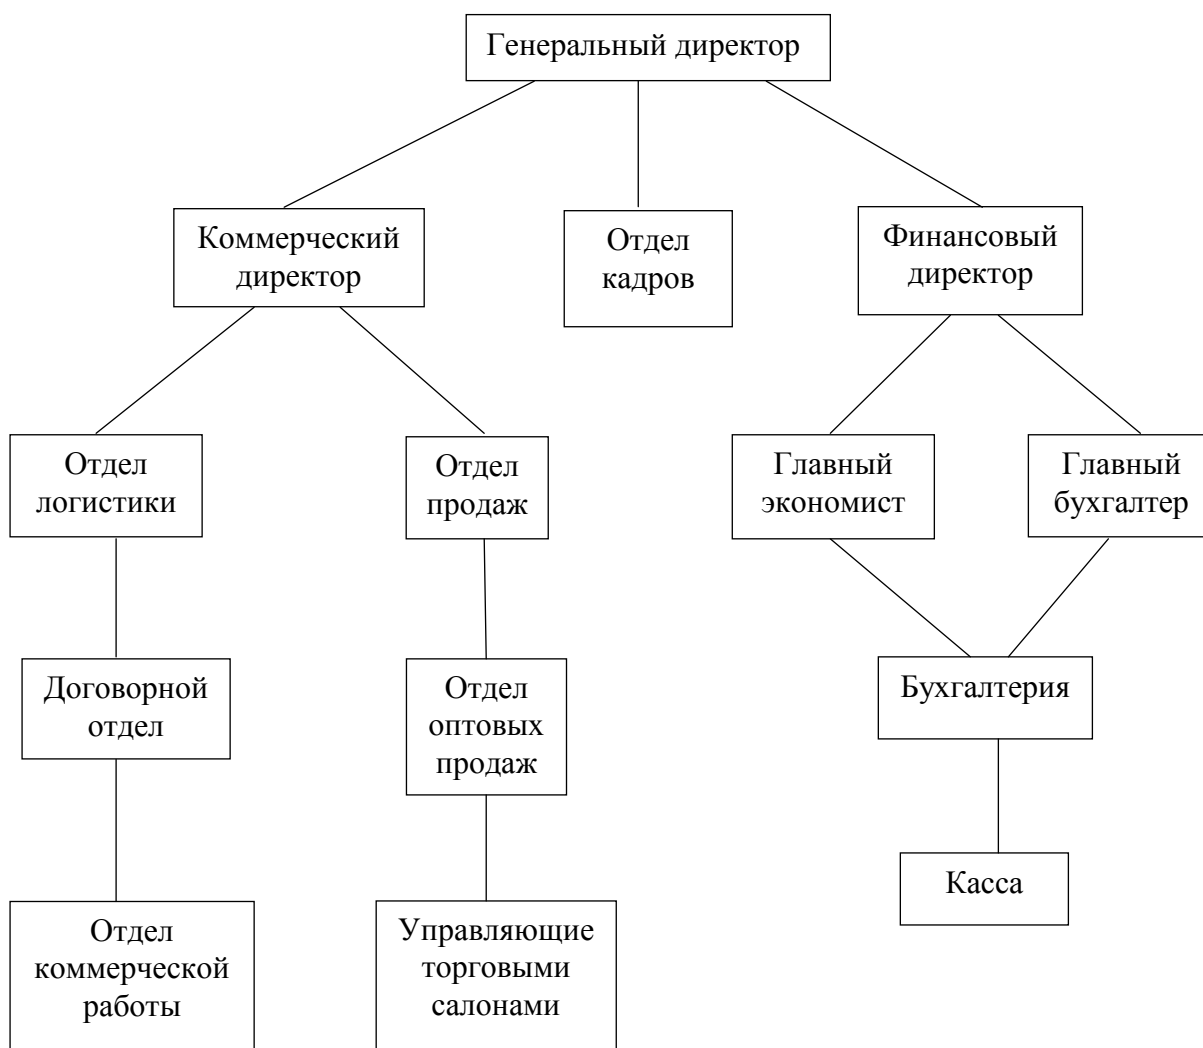 Генеральный директор
Коммерческий
директор
Отдел
кадров
Финансовый
директор
Отдел
логистики
Отдел
продаж
Главный
экономист
Главный
бухгалтер
Договорной
отдел
Отдел
оптовых
продаж
Бухгалтерия
Касса
Отдел
коммерческой
работы
Управляющие
торговыми
салонами